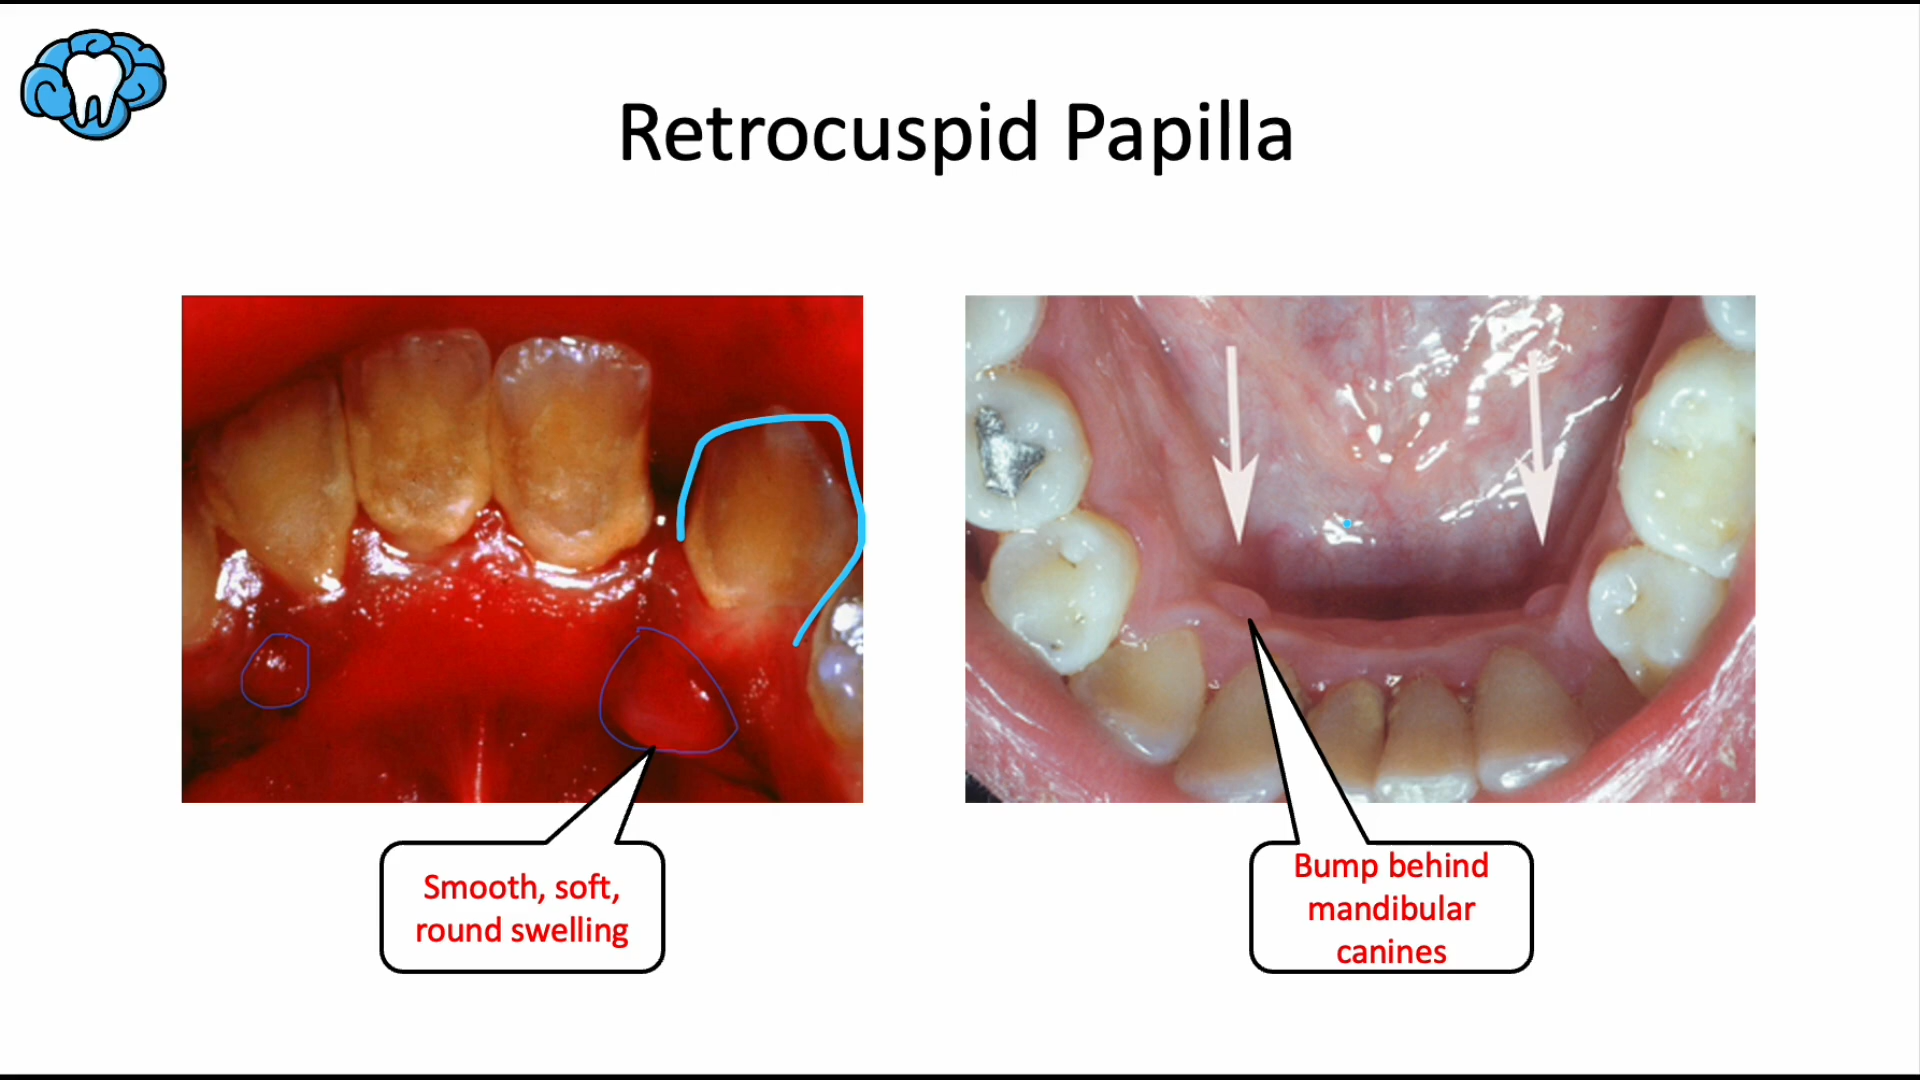 Retrocuspid Papilla
Smooth, soft,
round swelling
Bump behind
mandibular
canines